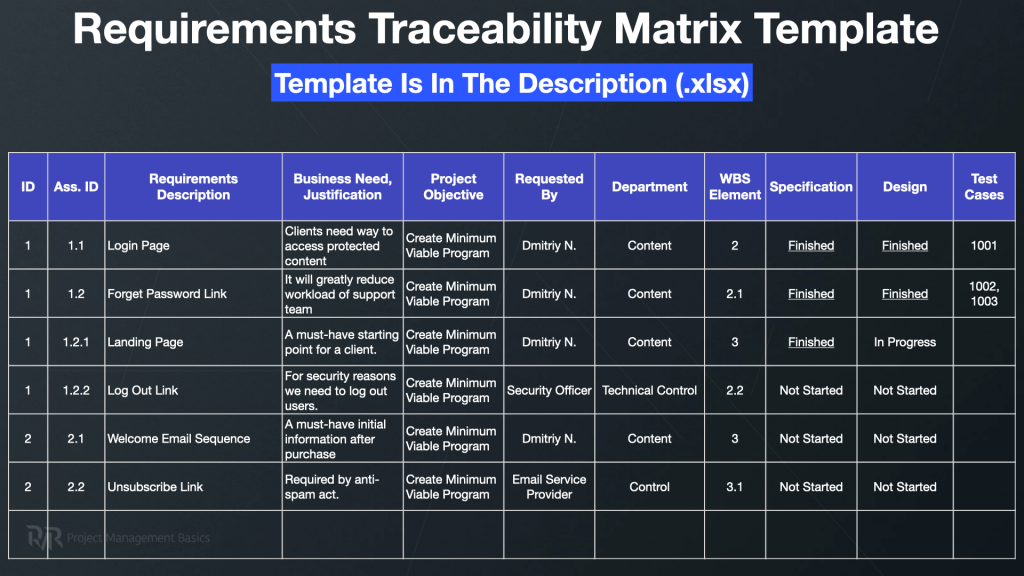 Requirements Traceability Matrix Template
Template Is In The Description (.xlsx)
ID
Ass. ID
Requirements
Description
Business Need,
Justification
Project
Objective
Requested
By
Department
WBS
Element
Specification
Design
Test
Cases
1
1.1
Login Page
Clients need way to
access protected
content
Create Minimum
Viable Program
Dmitriy N.
Content
2
Finished
Finished
1001
1
1.2
Forget Password Link
It will greatly reduce
workload of support
team
Create Minimum
Viable Program
Dmitriy N.
Content
2.1
Finished
Finished
1002,
1003
1
1.2.1
Landing Page
A must-have starting
point for a client.
Create Minimum
Viable Program
Dmitriy N.
Content
3
Finished
In Progress
1
1.2.2
Log Out Link
For security reasons
we need to log out
users.
Create Minimum
Viable Program
Security Officer
Technical Control
2.2
Not Started
Not Started
2
2.1
Welcome Email Sequence
A must-have initial
information after
purchase
Create Minimum
Viable Program
Dmitriy N.
Content
3
Not Started
Not Started
2
2.2
Unsubscribe Link
Required by anti-
spam act.
Create Minimum
Viable Program
Email Service
Provider
Control
3.1
Not Started
Not Started
Project Management Basics